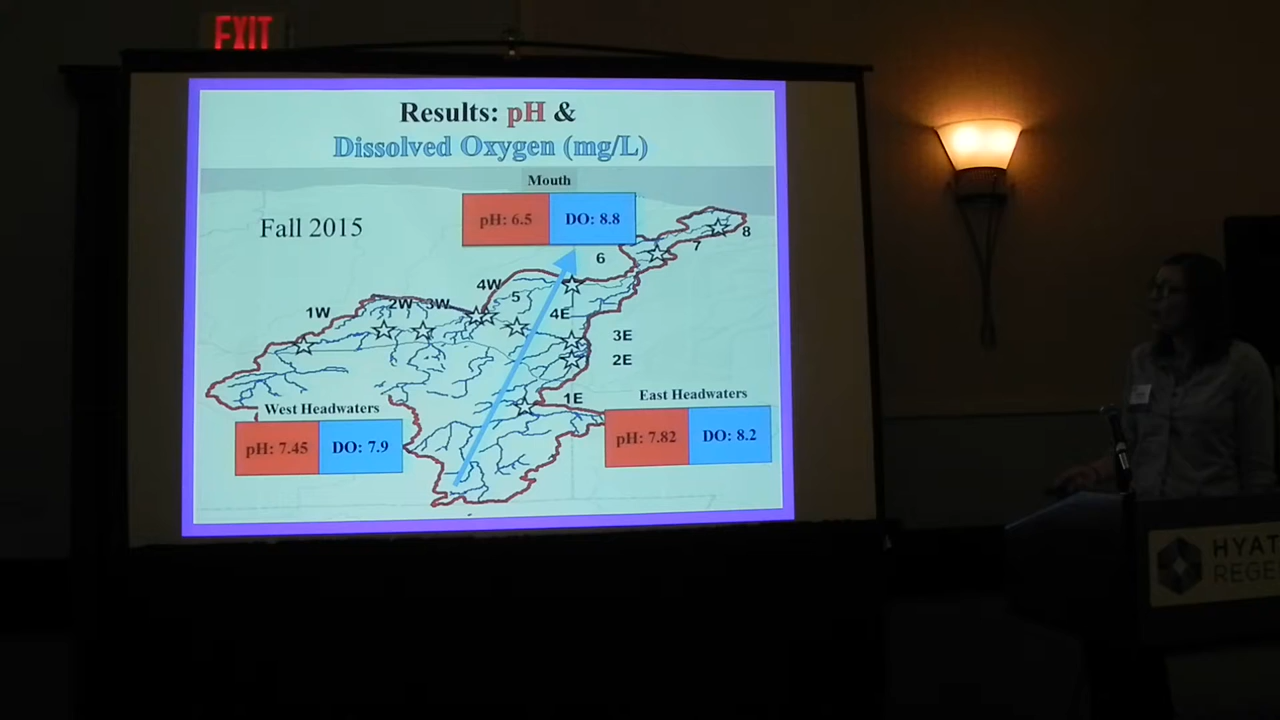 EXIT
Results: pH &
Dissolved Oxygen (mg/L)
Mouth
pH: 6.5 DO: 8.8
Fall 2015
8
7
6
4W
5
1W
2W
3W
4E
3E
2E
1E
West Headwaters
pH: 7.45 DO: 7.9
East Headwaters
pH: 7.82 DO: 8.2
HYAT
REGE